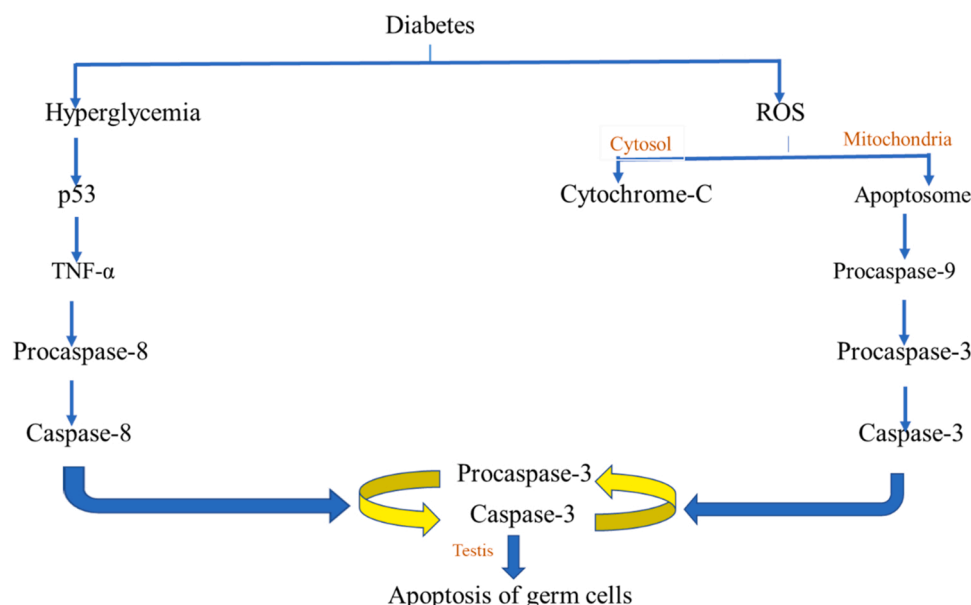 Diabetes
Hyperglycemia
ROS
Cytosol
Mitochondria
p53
Cytochrome-C
Apoptosome
TNF-α
Procaspase-9
Procaspase-8
Procaspase-3
Caspase-8
Caspase-3
Procaspase-3
Caspase-3
Testis
Apoptosis of germ cells